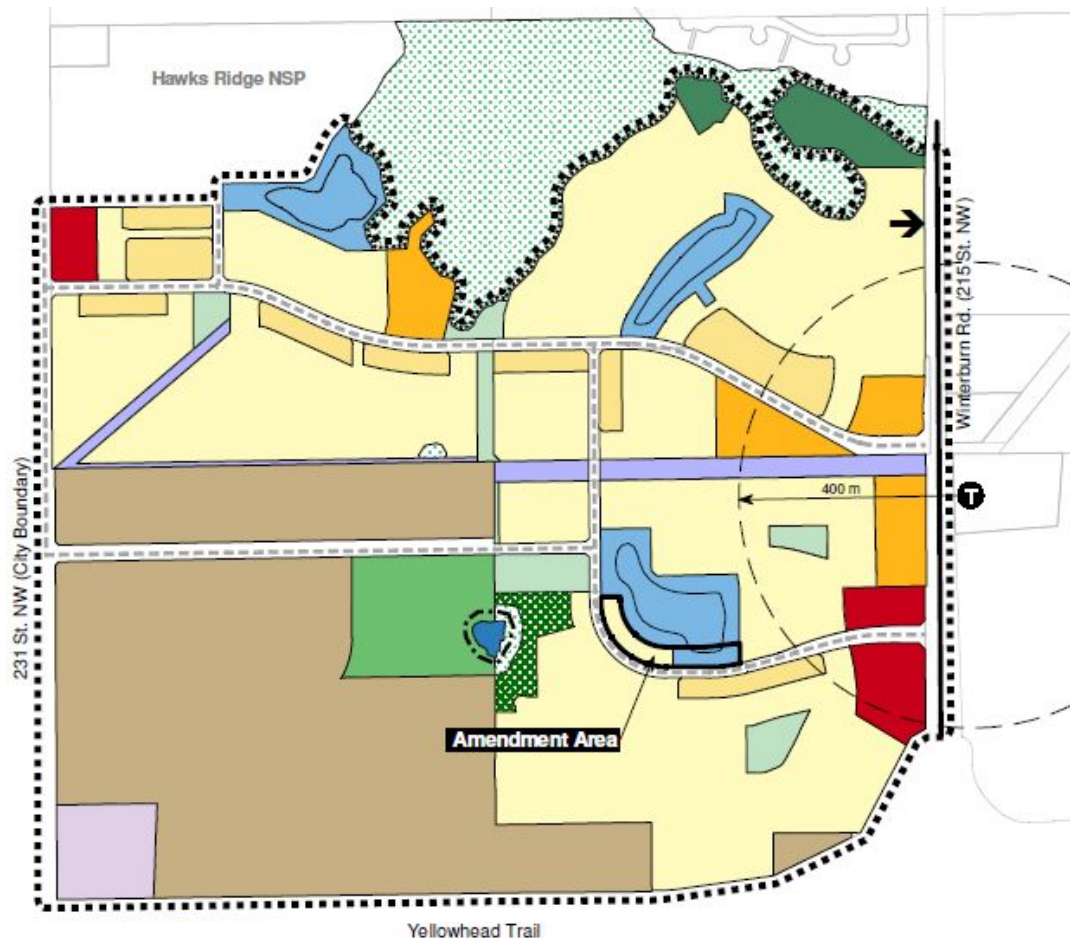 Hawks Ridge NSP
Winterburn Rd. (215 St. NW)
400 m
T
231 St. NW (City Boundary)
Amendment Area
Yellowhead Trail